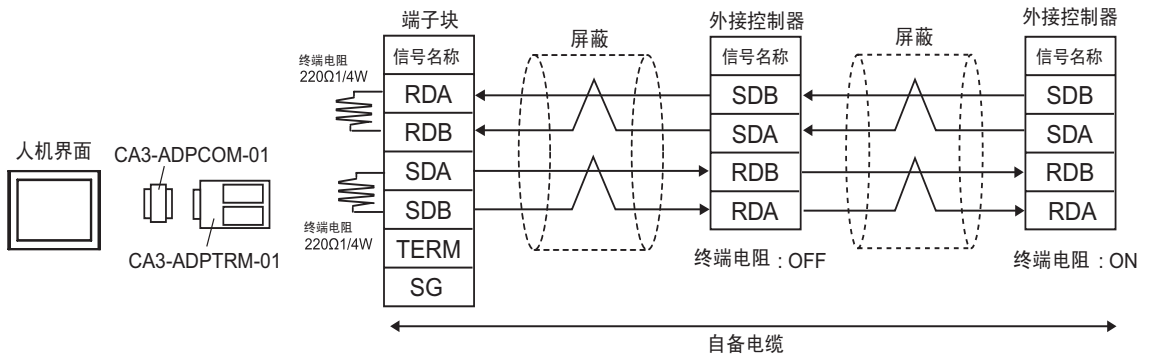 人机界面
CA3-ADPCOM-01
CA3-ADPTRM-01
终端电阻
220Ω1/4W
终端电阻
220Ω1/4W
端子块
信号名称
RDA
RDB
SDA
SDB
TERM
SG
屏蔽
外接控制器
信号名称
SDB
SDA
RDB
RDA
终端电阻 : OFF
屏蔽
外接控制器
信号名称
SDB
SDA
RDB
RDA
终端电阻 : ON
自备电缆